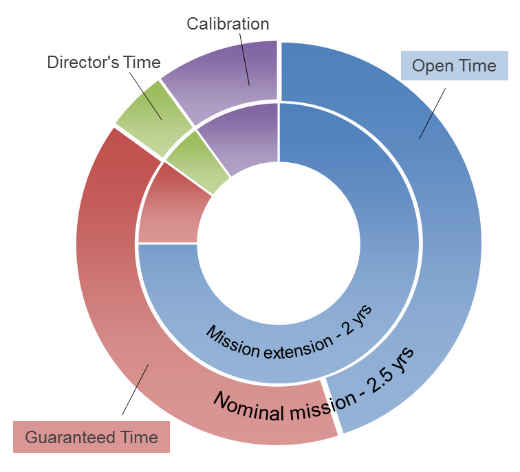 Calibration
Director's Time
Open Time
Mission extension - 2 yrs
Nominal mission - 2.5 yrs
Guaranteed Time